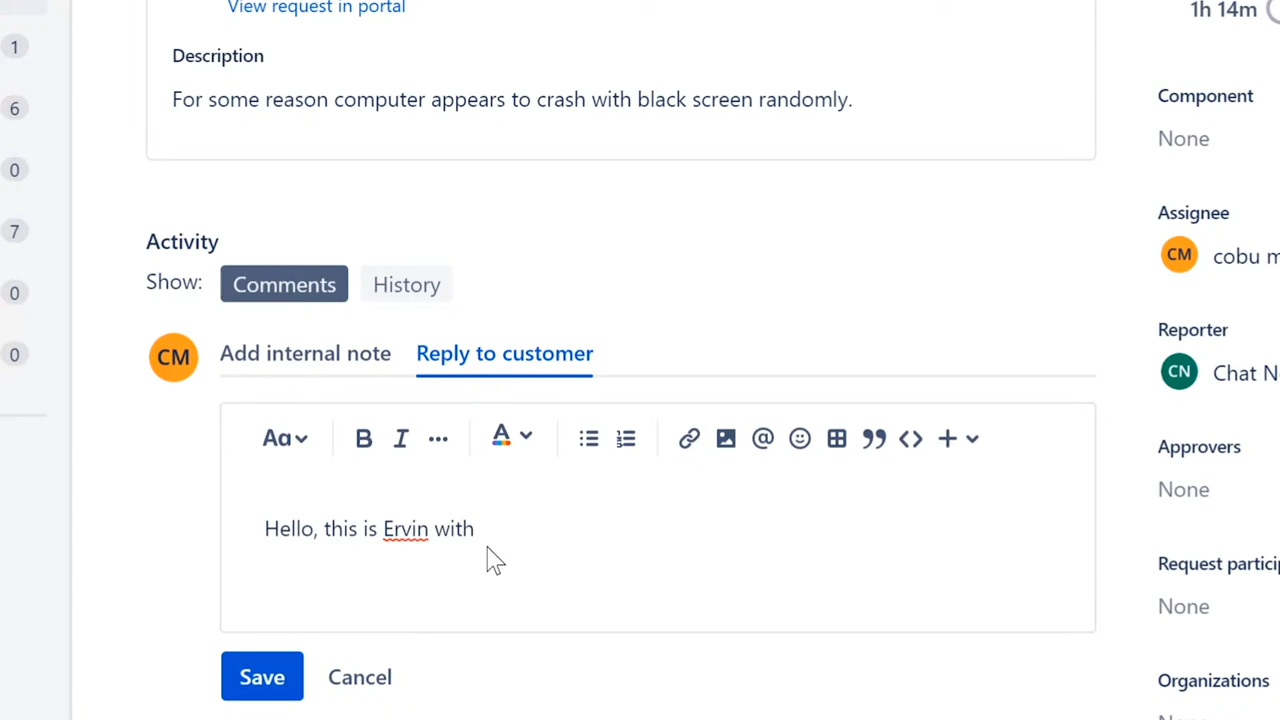 View request in portal
1h 14m
Description
For some reason computer appears to crash with black screen randomly.
1
6
0
7
0
0
Component
None
Assignee
CM cobu m
Reporter
CN Chat N
Approvers
None
Request partici
None
Organizations
Activity
Show: Comments History
CM Add internal note Reply to customer
Aa B I ... A @ + 
Hello, this is Ervin with
Save Cancel